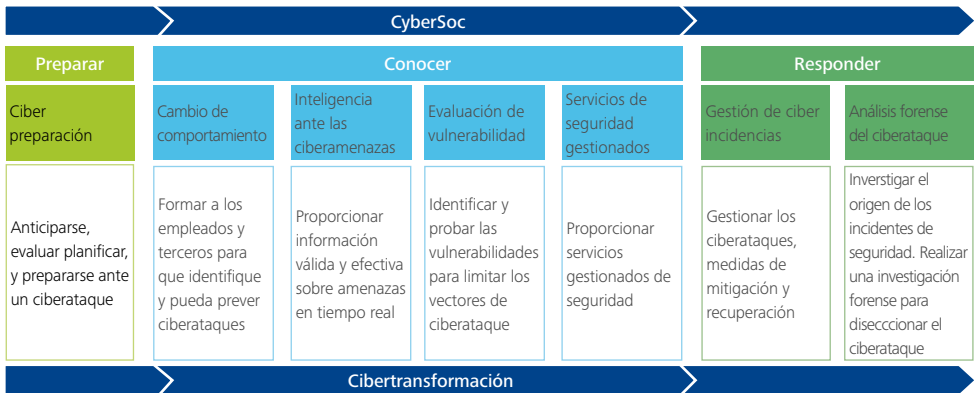 CyberSoc
Preparar
Conocer
Responder
Ciber
preparación
Cambio de
comportamiento
Inteligencia
ante las
ciberamenazas
Evaluación de
vulnerabilidad
Servicios de
seguridad
gestionados
Gestión de ciber
incidencias
Análisis forense
del ciberataque
Anticiparse,
evaluar planificar,
y prepararse ante
un ciberataque
Formar a los
empleados y
terceros para
que identifique
y pueda prever
ciberataques
Proporcionar
información
válida y efectiva
sobre amenazas
en tiempo real
Identificar y
probar las
vulnerabilidades
para limitar los
vectores de
ciberataque
Proporcionar
servicios
gestionados de
seguridad
Gestionar los
ciberataques,
medidas de
mitigación y
recuperación
Inverstigar el
origen de los
incidentes de
seguridad. Realizar
una investigación
forense para
disecccionar el
ciberataque
Cibertransformación